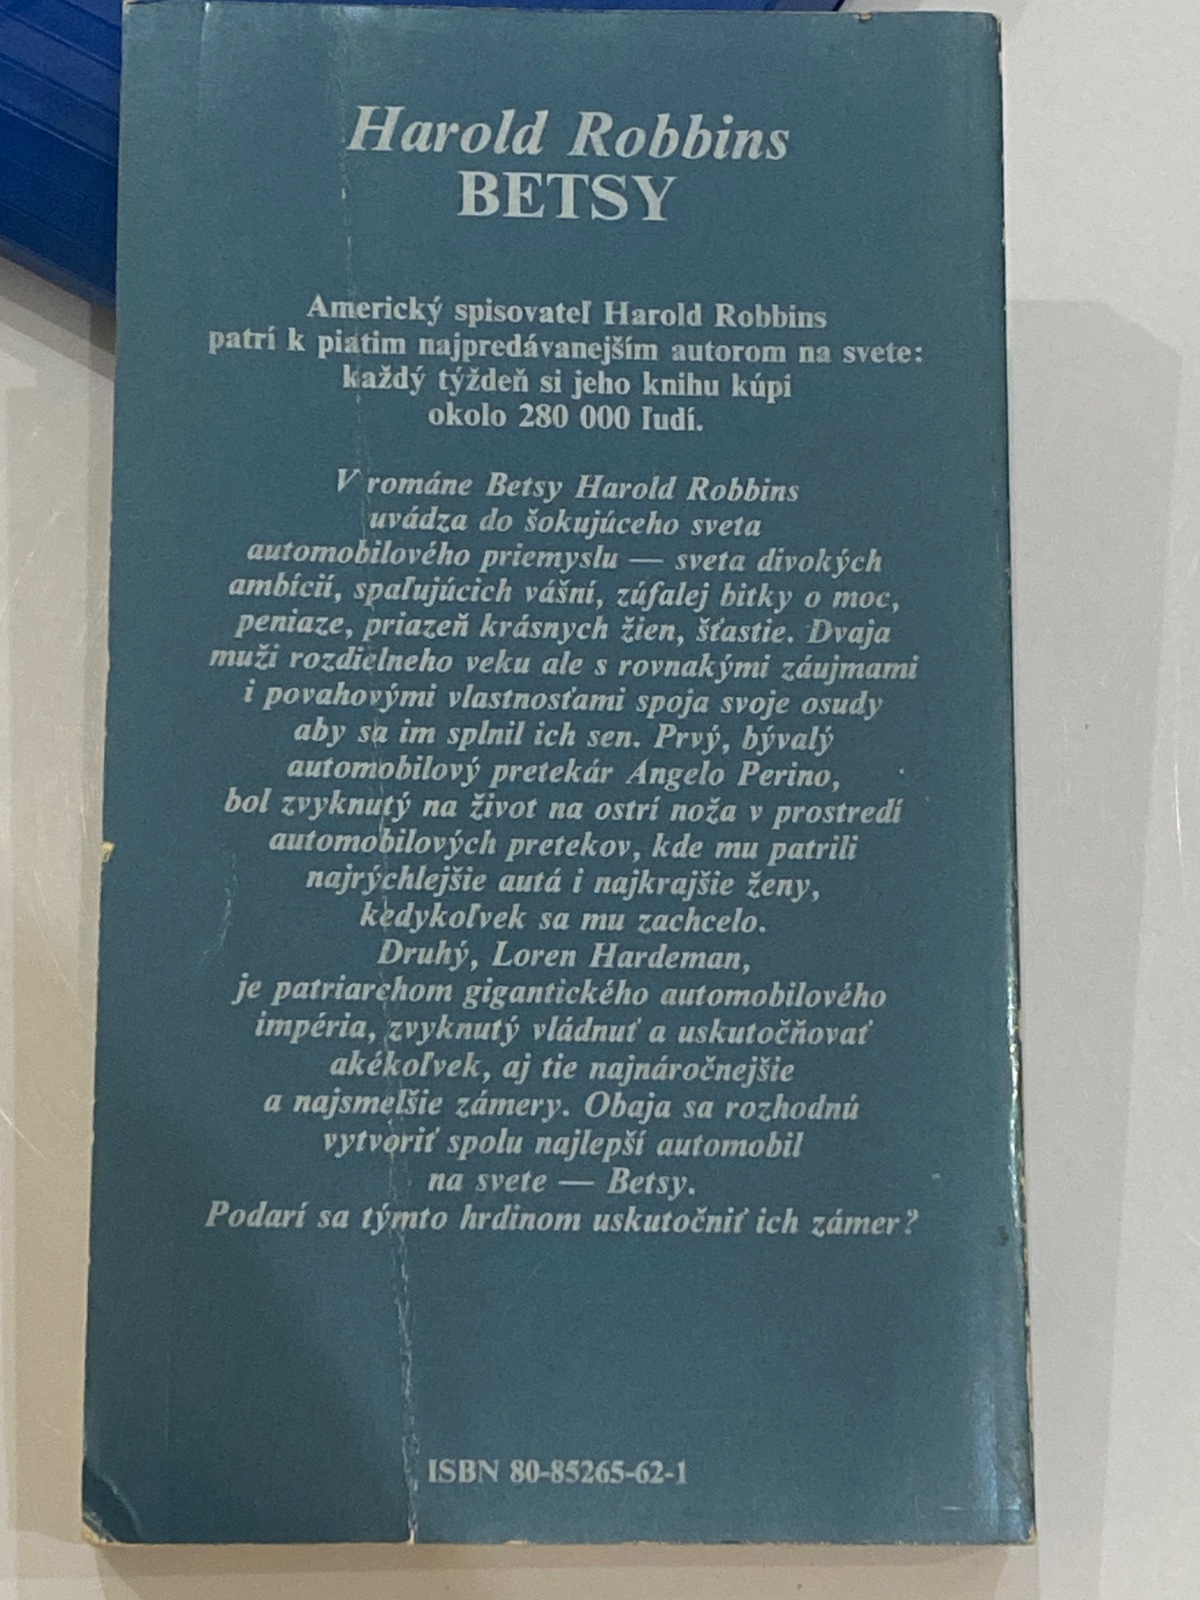 Harold Robbins
BETSY
Americký spisovateľ Harold Robbins
patrí k piatim najpredávanejším autorom na svete:
každý týždeň si jeho knihu kúpi
okolo 280 000 ľudí.
V románe Betsy Harold Robbins
uvádza do šokujúceho sveta
automobilového priemyslu — sveta divokých
ambícií, spaľujúcich vášní, zúfalej bitky o moc,
peniaze, priazeň krásnych žien, šťastie. Dvaja
muži rozdielneho veku ale s rovnakými záujmami
i povahovými vlastnosťami spoja svoje osudy
aby sa im splnil ich sen. Prvý, bývalý
automobilový pretekár Angelo Perino,
bol zvyknutý na život na ostrí noža v prostredí
automobilových pretekov, kde mu patrili
najrýchlejšie autá i najkrajšie ženy,
kedykoľvek sa mu zachcelo.
Druhý, Loren Hardeman,
je patriarchom gigantického automobilového
impéria, zvyknutý vládnuť a uskutočňovať
akékoľvek, aj tie najnáročnejšie
a najsmelšie zámery. Obaja sa rozhodnú
vytvoriť spolu najlepší automobil
na svete — Betsy.
Podarí sa týmto hrdinom uskutočniť ich zámer?
ISBN 80-85265-62-1